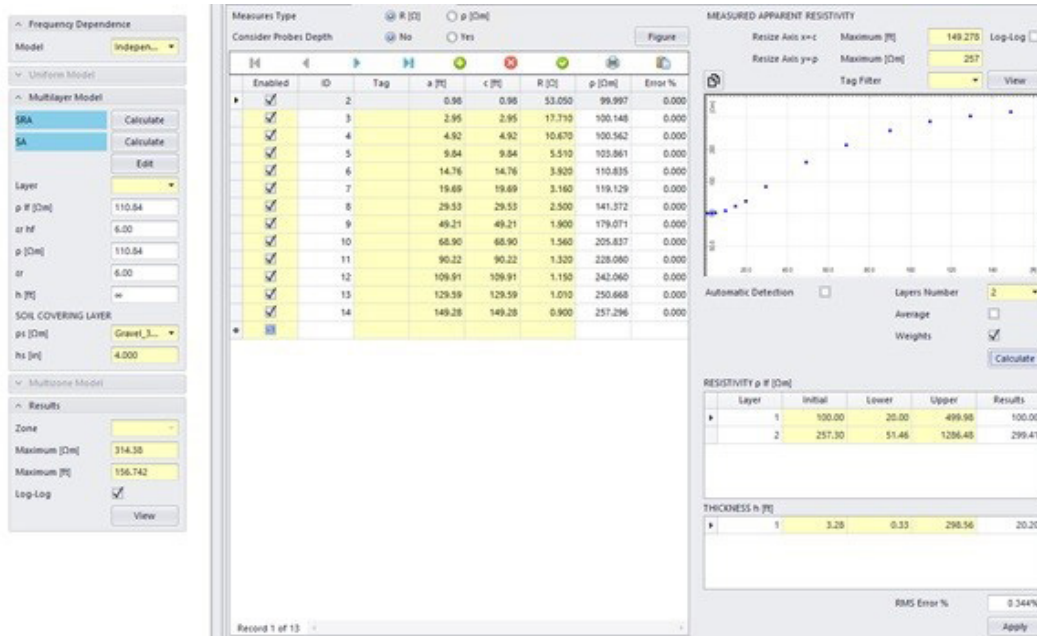 Frequency Dependence
Model Indepen...
Uniform Model
Multilayer Model
SRA Calculate
SA Calculate
Edit
Layer
ρ lf [Ωm] 110.84
εr hf 6.00
ρ [Ωm] 110.84
εr 6.00
h [ft] ∞
SOIL COVERING LAYER
ρs [Ωm] Gravel_3...
hs [in] 4.000
Multizone Model
Results
Zone
Maximum [Ωm] 314.38
Maximum [ft] 156.742
Log-Log
View
Measures Type R [Ω] ρ [Ωm]
Consider Probes Depth No Yes Figure
Enabled ID Tag a [ft] c [ft] R [Ω] ρ [Ωm] Error %
2 0.98 0.98 53.050 99.997 0.000
3 2.95 2.95 17.710 100.148 0.000
4 4.92 4.92 10.670 100.562 0.000
5 9.84 9.84 5.510 103.861 0.000
6 14.76 14.76 3.920 110.835 0.000
7 19.69 19.69 3.160 119.129 0.000
8 29.53 29.53 2.500 141.372 0.000
9 49.21 49.21 1.900 179.071 0.000
10 68.90 68.90 1.560 205.837 0.000
11 90.22 90.22 1.320 228.080 0.000
12 109.91 109.91 1.150 242.060 0.000
13 129.59 129.59 1.010 250.668 0.000
14 149.28 149.28 0.900 257.296 0.000
Record 1 of 13
MEASURED APPARENT RESISTIVITY
Resize Axis x=c Maximum [ft] 149.278 Log-Log
Resize Axis y=ρ Maximum [Ωm] 257
Tag Filter View
Automatic Detection Layers Number 2
Average
Weights
Calculate
RESISTIVITY ρ lf [Ωm]
Layer Initial Lower Upper Results
1 100.00 20.00 499.98 100.00
2 257.30 51.46 1286.48 299.41
THICKNESS h [ft]
1 3.28 0.33 298.56 20.20
RMS Error % 0.344%
Apply